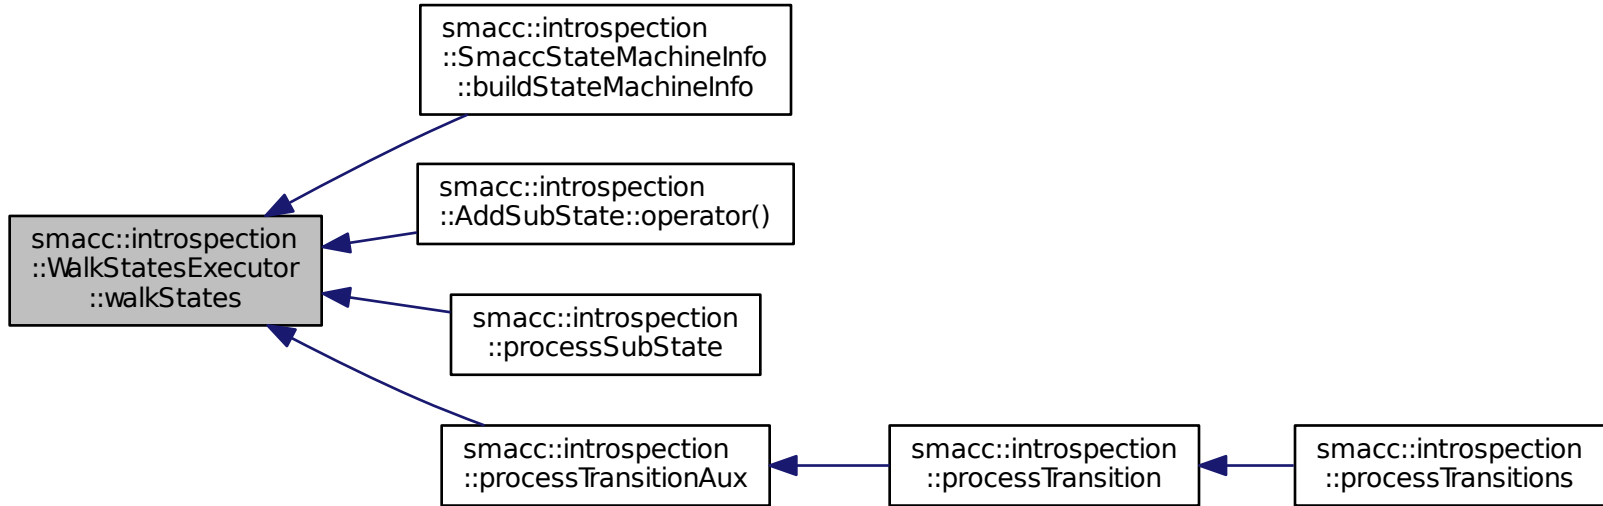 smacc::introspection
::SmaccStateMachineInfo
::buildStateMachineInfo
smacc::introspection
::AddSubState::operator()
smacc::introspection
::WalkStatesExecutor
::walkStates
smacc::introspection
::processSubState
smacc::introspection
::processTransitionAux
smacc::introspection
::processTransition
smacc::introspection
::processTransitions